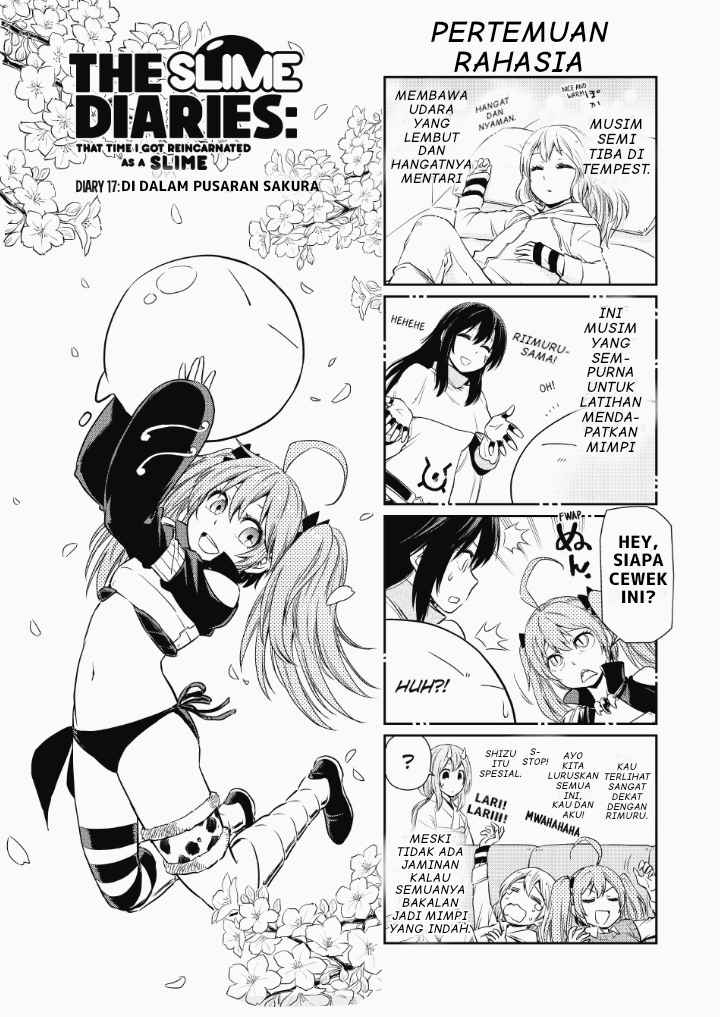 THE SLIME
DIARIES:
THAT TIME I GOT REINCARNATED
AS A SLIME
DIARY 17: DI DALAM PUSARAN SAKURA
PERTEMUAN
RAHASIA
MUSIM
SEMI
TIBA DI
TEMPEST.
NICE AND
WARM
HANGAT
DAN
NYAMAN.
MEMBAWA
UDARA
YANG
LEMBUT DAN
HANGATNYA
MENTARI
INI
MUSIM
YANG
SEM-
PURNA
UNTUK
LATIHAN
MENDA-
PATKAN
MIMPI
RIIMURU-
SAMA!
OH!
HEHEHE
FWAP
ぬ
ん!
HEY,
SIAPA
CEWEK
INI?
HUH?!
KAU
TERLIHAT
SANGAT
DEKAT
DENGAN
RIMURU.
AYO
KITA
LURUSKAN
SEMUA
INI,
KAU DAN
AKU!
S-
STOP!
SHIZU
ITU
SPESIAL.
?
LARI!
LARIII!
MWAHAHAHA
MESKI
TIDAK ADA
JAMINAN
KALAU
SEMUANYA
BAKALAN
JADI MIMPI
YANG INDAH.